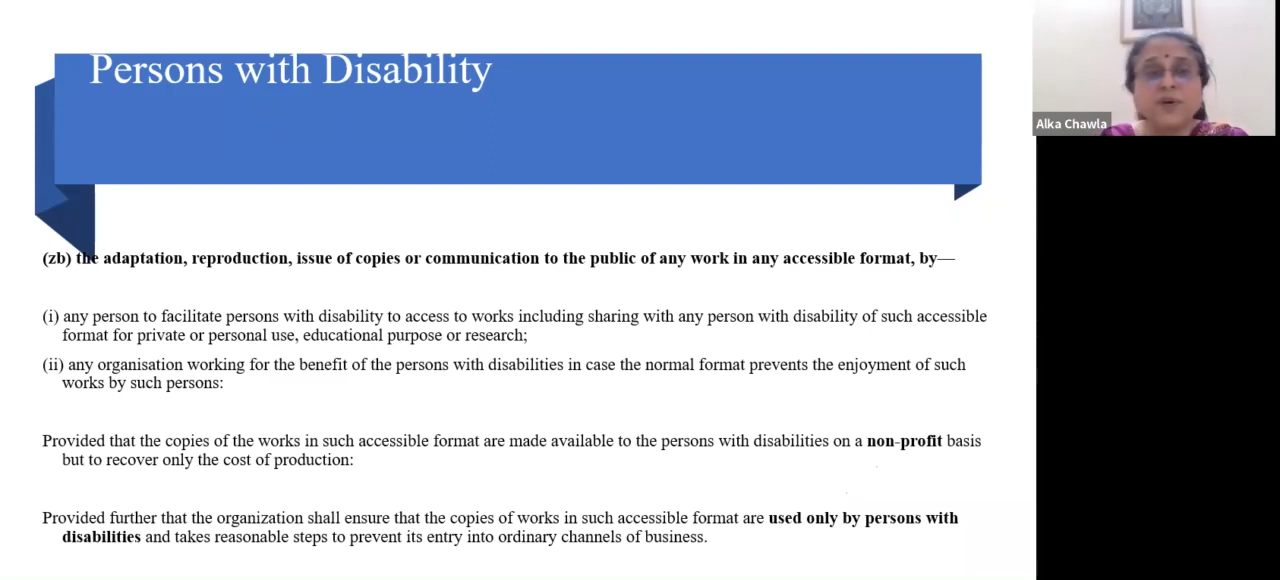 Persons with Disability
Alka Chawla
(zb) the adaptation, reproduction, issue of copies or communication to the public of any work in any accessible format, by—
(i) any person to facilitate persons with disability to access to works including sharing with any person with disability of such accessible
format for private or personal use, educational purpose or research;
(ii) any organisation working for the benefit of the persons with disabilities in case the normal format prevents the enjoyment of such
works by such persons:
Provided that the copies of the works in such accessible format are made available to the persons with disabilities on a non-profit basis
but to recover only the cost of production:
Provided further that the organization shall ensure that the copies of works in such accessible format are used only by persons with
disabilities and takes reasonable steps to prevent its entry into ordinary channels of business.